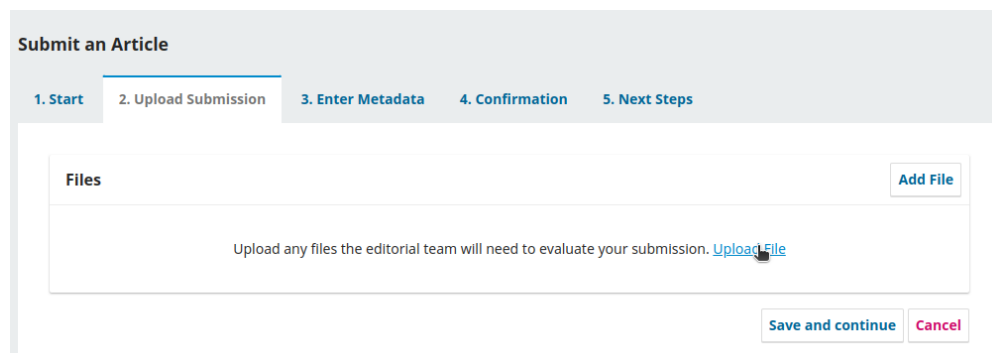 Submit an Article
1. Start 2. Upload Submission 3. Enter Metadata 4. Confirmation 5. Next Steps
Files Add File
Upload any files the editorial team will need to evaluate your submission. Upload File
Save and continue Cancel